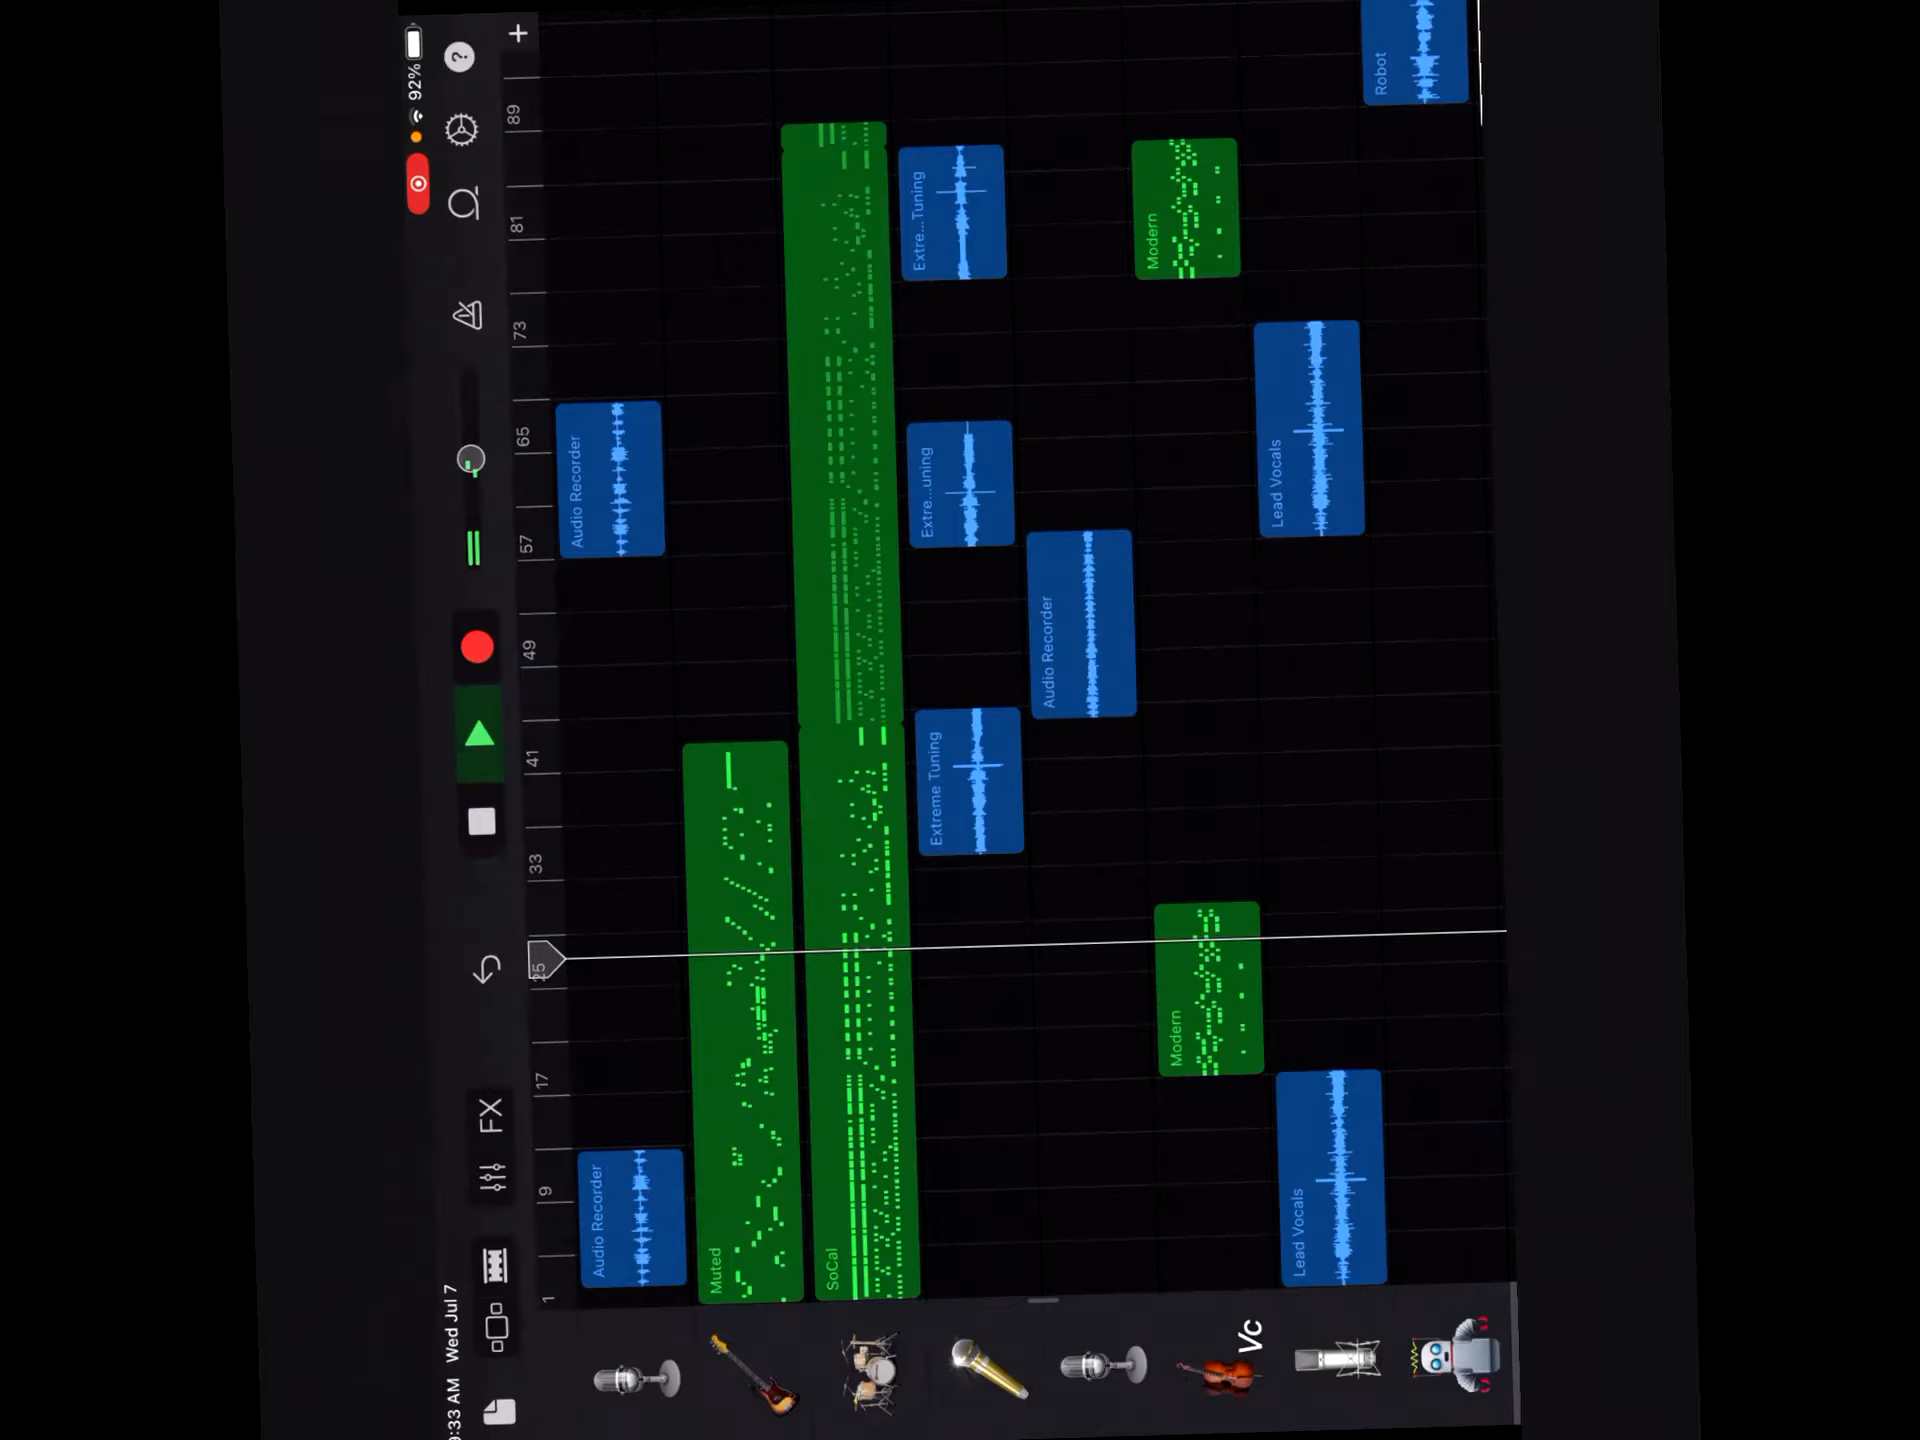 9:33 AM Wed Jul 7
92%
?
FX
+
1
9
17
25
33
41
49
57
65
73
81
89
Audio Recorder
Audio Recorder
Muted
SoCal
Extreme Tuning
Extre...uning
Extre...Tuning
Audio Recorder
Vc
Modern
Modern
Lead Vocals
Lead Vocals
Robot